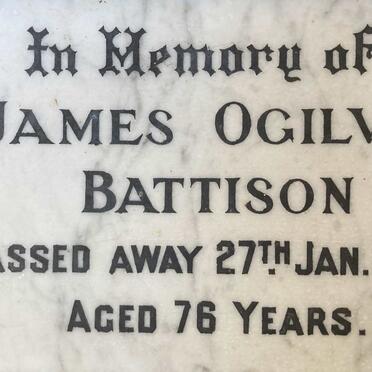 In Memory of
JAMES OGILV
BATTISON
ASSED AWAY 27TH JAN.
AGED 76 YEARS.